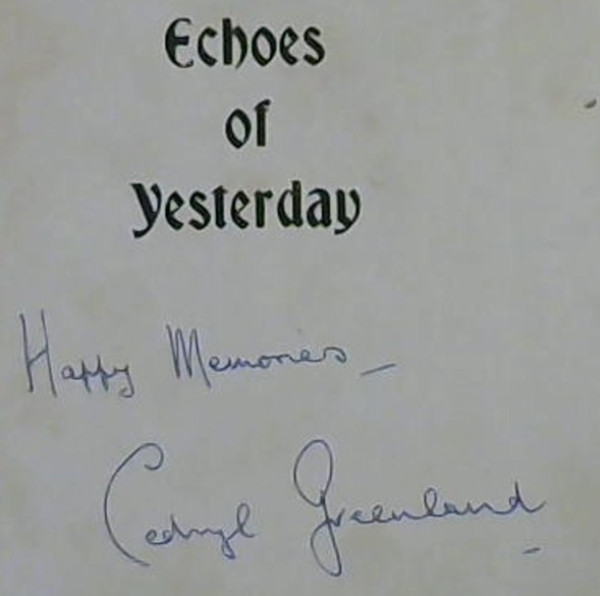 Echoes
of
Yesterday
Happy Memories –
Cedryl Greenland